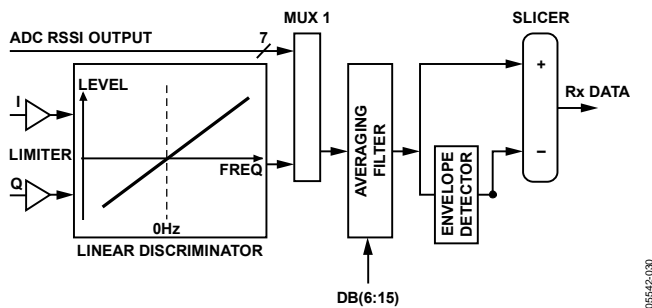 MUX 1
SLICER
ADC RSSI OUTPUT
7
I
LEVEL
LIMITER
FREQ
Q
0Hz
LINEAR DISCRIMINATOR
AVERAGING
FILTER
ENVELOPE
DETECTOR
+
–
Rx DATA
DB(6:15)
05542-030